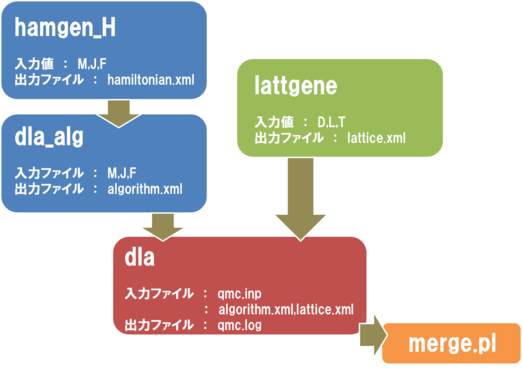 hamgen_H
入力値 : M,J,F
出力ファイル : hamiltonian.xml
lattgene
入力値 : D.L.T
出力ファイル : lattice.xml
dla_alg
入力ファイル : M,J,F
出力ファイル : algorithm.xml
dla
入力ファイル : qmc.inp
: algorithm.xml,lattice.xml
出力ファイル : qmc.log
merge.pl